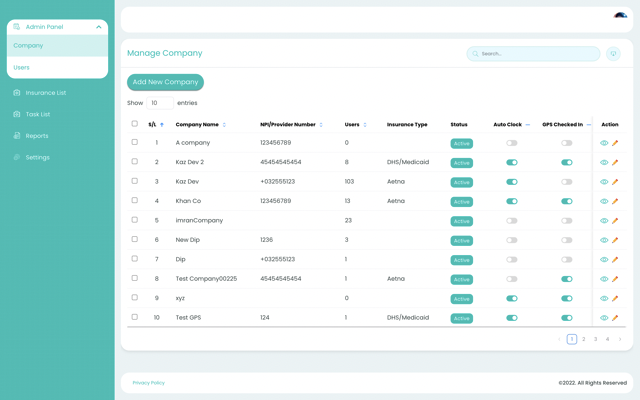 Admin Panel
Company
Users
Insurance List
Task List
Reports
Settings
Manage Company
Search...
Add New Company
Show 10 entries
S/L Company Name NPI/Provider Number Users Insurance Type Status Auto Clock GPS Checked In Action
1 A company 123456789 0 Active
2 Kaz Dev 2 45454545454 8 DHS/Medicaid Active
3 Kaz Dev +032555123 103 Aetna Active
4 Khan Co 123456789 13 Aetna Active
5 imranCompany 23 Active
6 New Dip 1236 3 Active
7 Dip +032555123 1 Active
8 Test Company00225 45454545454 1 Aetna Active
9 xyz 0 Active
10 Test GPS 124 1 DHS/Medicaid Active
‹ 1 2 3 4 ›
Privacy Policy ©2022. All Rights Reserved